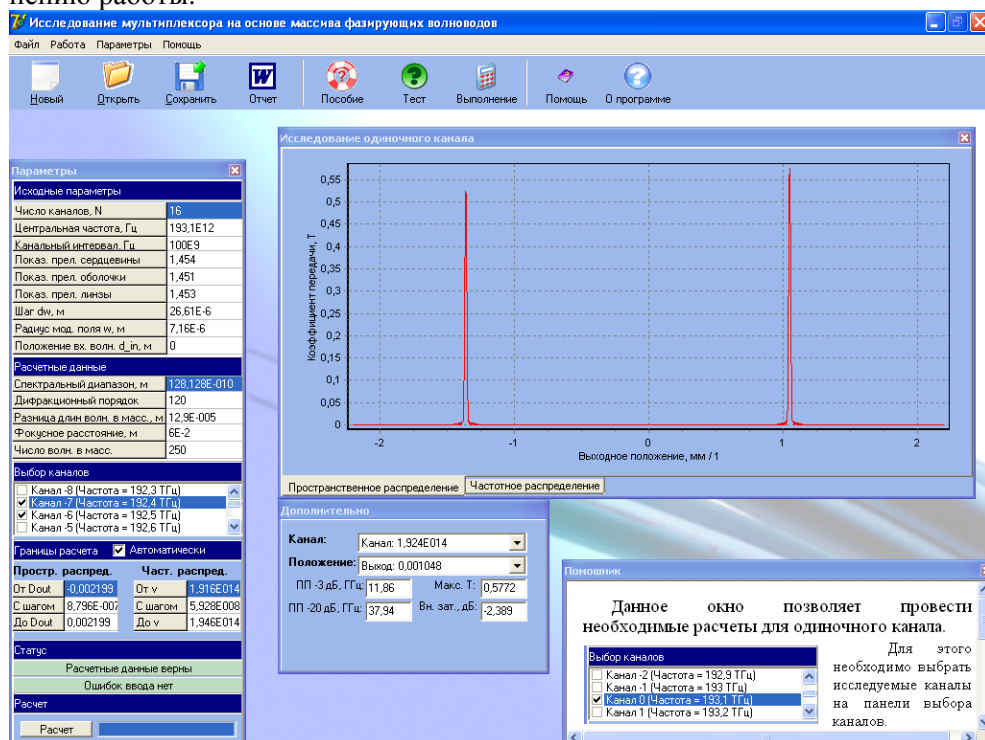 нению работы.
Исследование мультиплексора на основе массива фазирующих волноводов
Файл Работа Параметры Помощь
Новый Открыть Сохранить Отчет Пособие Тест Выполнение Помощь О программе
Параметры
Исходные параметры
Число каналов, N 16
Центральная частота, Гц 193,1E12
Канальный интервал, Гц 100E9
Показ. прел. сердцевины 1,454
Показ. прел. оболочки 1,451
Показ. прел. линзы 1,453
Шаг dw, м 26,61E-6
Радиус мод. поля w, м 7,16E-6
Положение вх. волн. d_in, м 0
Расчетные данные
Спектральный диапазон, м 128,128E-010
Дифракционный порядок 120
Разница длин волн. в масс., м 12,9E-005
Фокусное расстояние, м 6E-2
Число волн. в масс. 250
Выбор каналов
Канал -8 (Частота = 192,3 ТГц)
Канал -7 (Частота = 192,4 ТГц)
Канал -6 (Частота = 192,5 ТГц)
Канал -5 (Частота = 192,6 ТГц)
Границы расчета Автоматически
Простр. распред. Част. распред.
От Dout -0,002199 От v 1,916E014
С шагом 8,796E-007 С шагом 5,928E008
До Dout 0,002199 До v 1,946E014
Статус
Расчетные данные верны
Ошибок ввода нет
Расчет
Расчет
Исследование одиночного канала
Коэффициент передачи, Т
0,55
0,5
0,45
0,4
0,35
0,3
0,25
0,2
0,15
0,1
0,05
0
-2 -1 0 1 2
Выходное положение, мм / 1
Пространственное распределение Частотное распределение
Дополнительно
Канал: Канал: 1,924E014
Положение: Выход: 0,001048
ПП -3 дБ, ГГц: 11,86 Макс. Т: 0,5772
ПП -20 дБ, ГГц: 37,94 Вн. зат., дБ: -2,389
Помошник
Данное окно позволяет провести
необходимые расчеты для одиночного канала.
Выбор каналов
Канал -2 (Частота = 192,9 ТГц)
Канал -1 (Частота = 193 ТГц)
Канал 0 (Частота = 193,1 ТГц)
Канал 1 (Частота = 193,2 ТГц)
Для этого
необходимо выбрать
исследуемые каналы
на панели выбора
каналов.